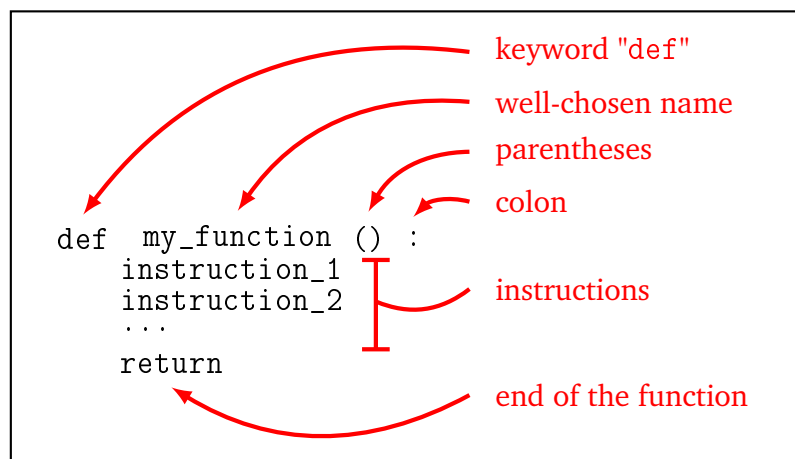 keyword "def"
well-chosen name
parentheses
colon
def my_function () :
instruction_1
instruction_2
...
instructions
return
end of the function